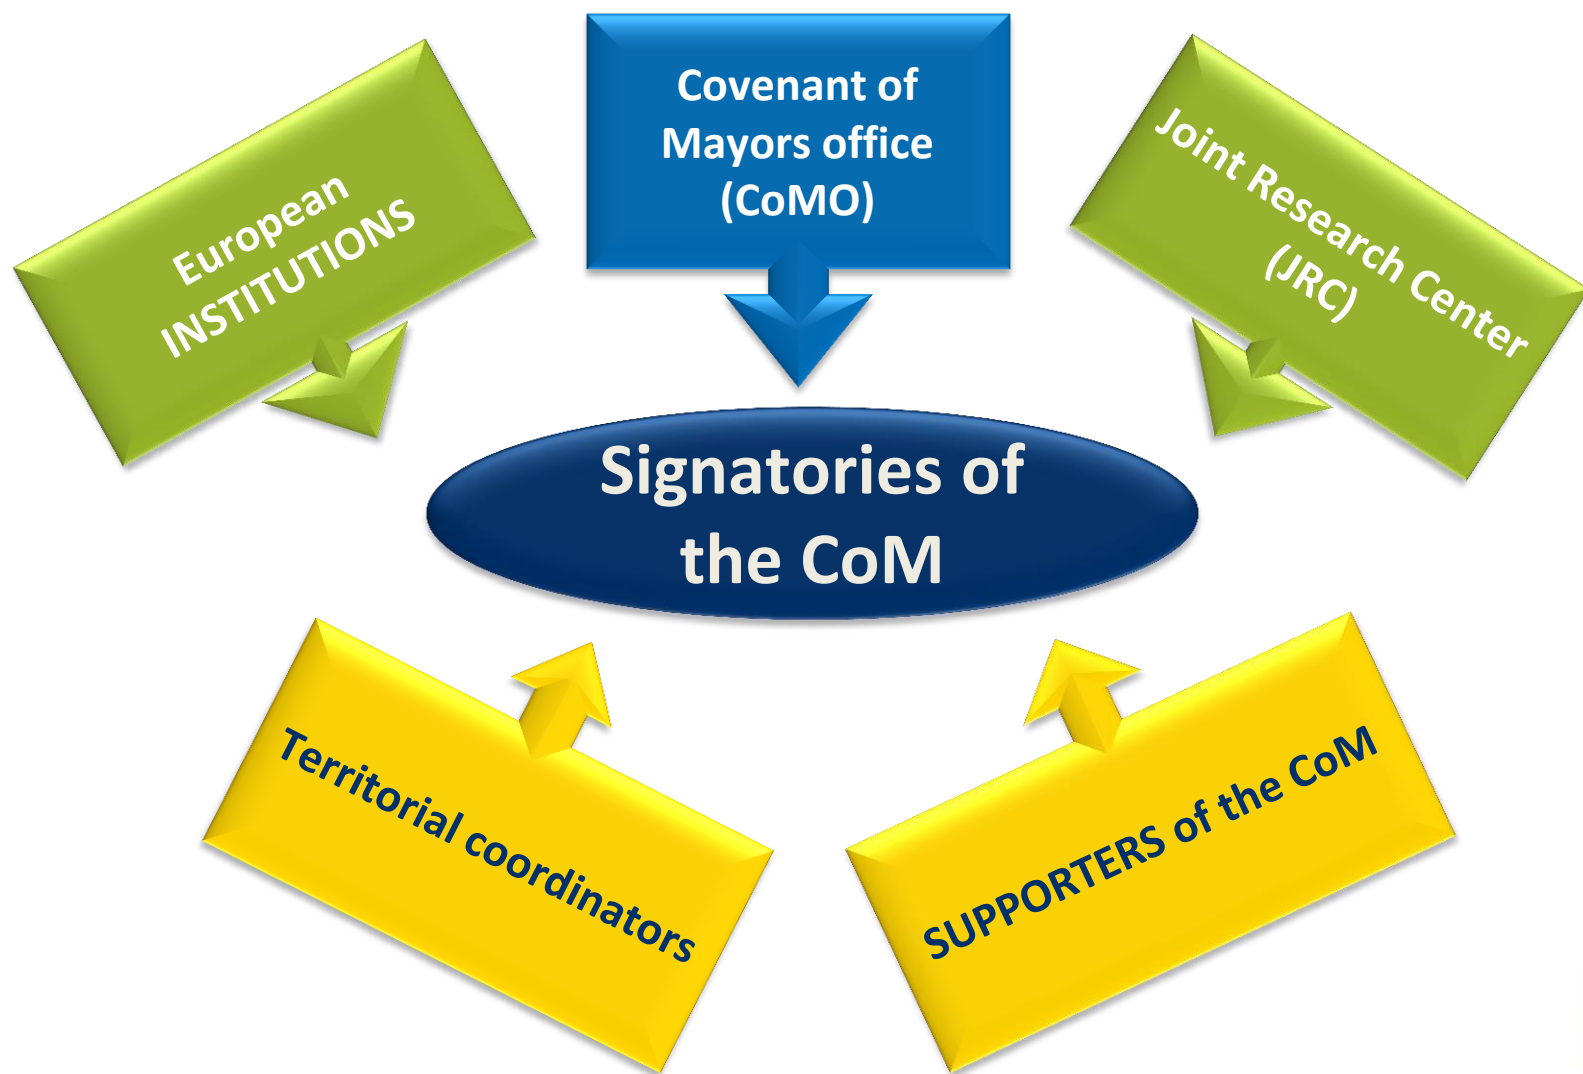 European
INSTITUTIONS
Covenant of
Mayors office
(CoMO)
Joint Research Center
(JRC)
Signatories of
the CoM
Territorial coordinators
SUPPORTERS of the CoM